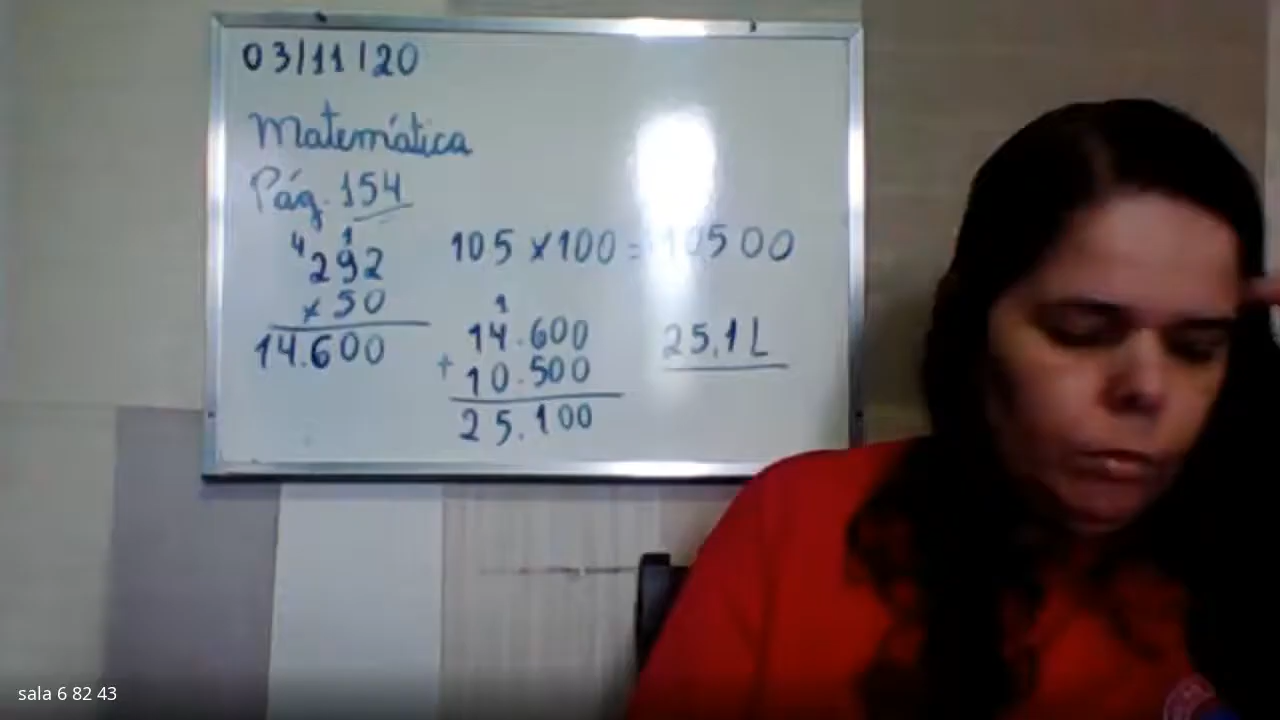 03/11/20
Matemática
Pág. 154
4 1
292
x 50
14.600
105 x 100 = 10500
1
14.600
+ 10.500
25.100
25,1 L
sala 6 82 43